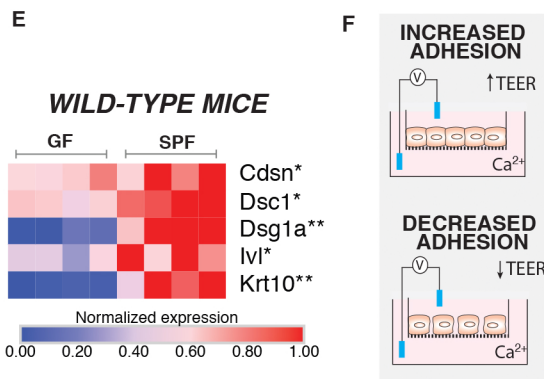 E
WILD-TYPE MICE
GF SPF
Cdsn*
Dsc1*
Dsg1a**
Ivl*
Krt10**
Normalized expression
0.00 0.20 0.40 0.60 0.80 1.00
F
INCREASED
ADHESION
V
↑TEER
Ca²⁺
DECREASED
ADHESION
V
↓TEER
Ca²⁺